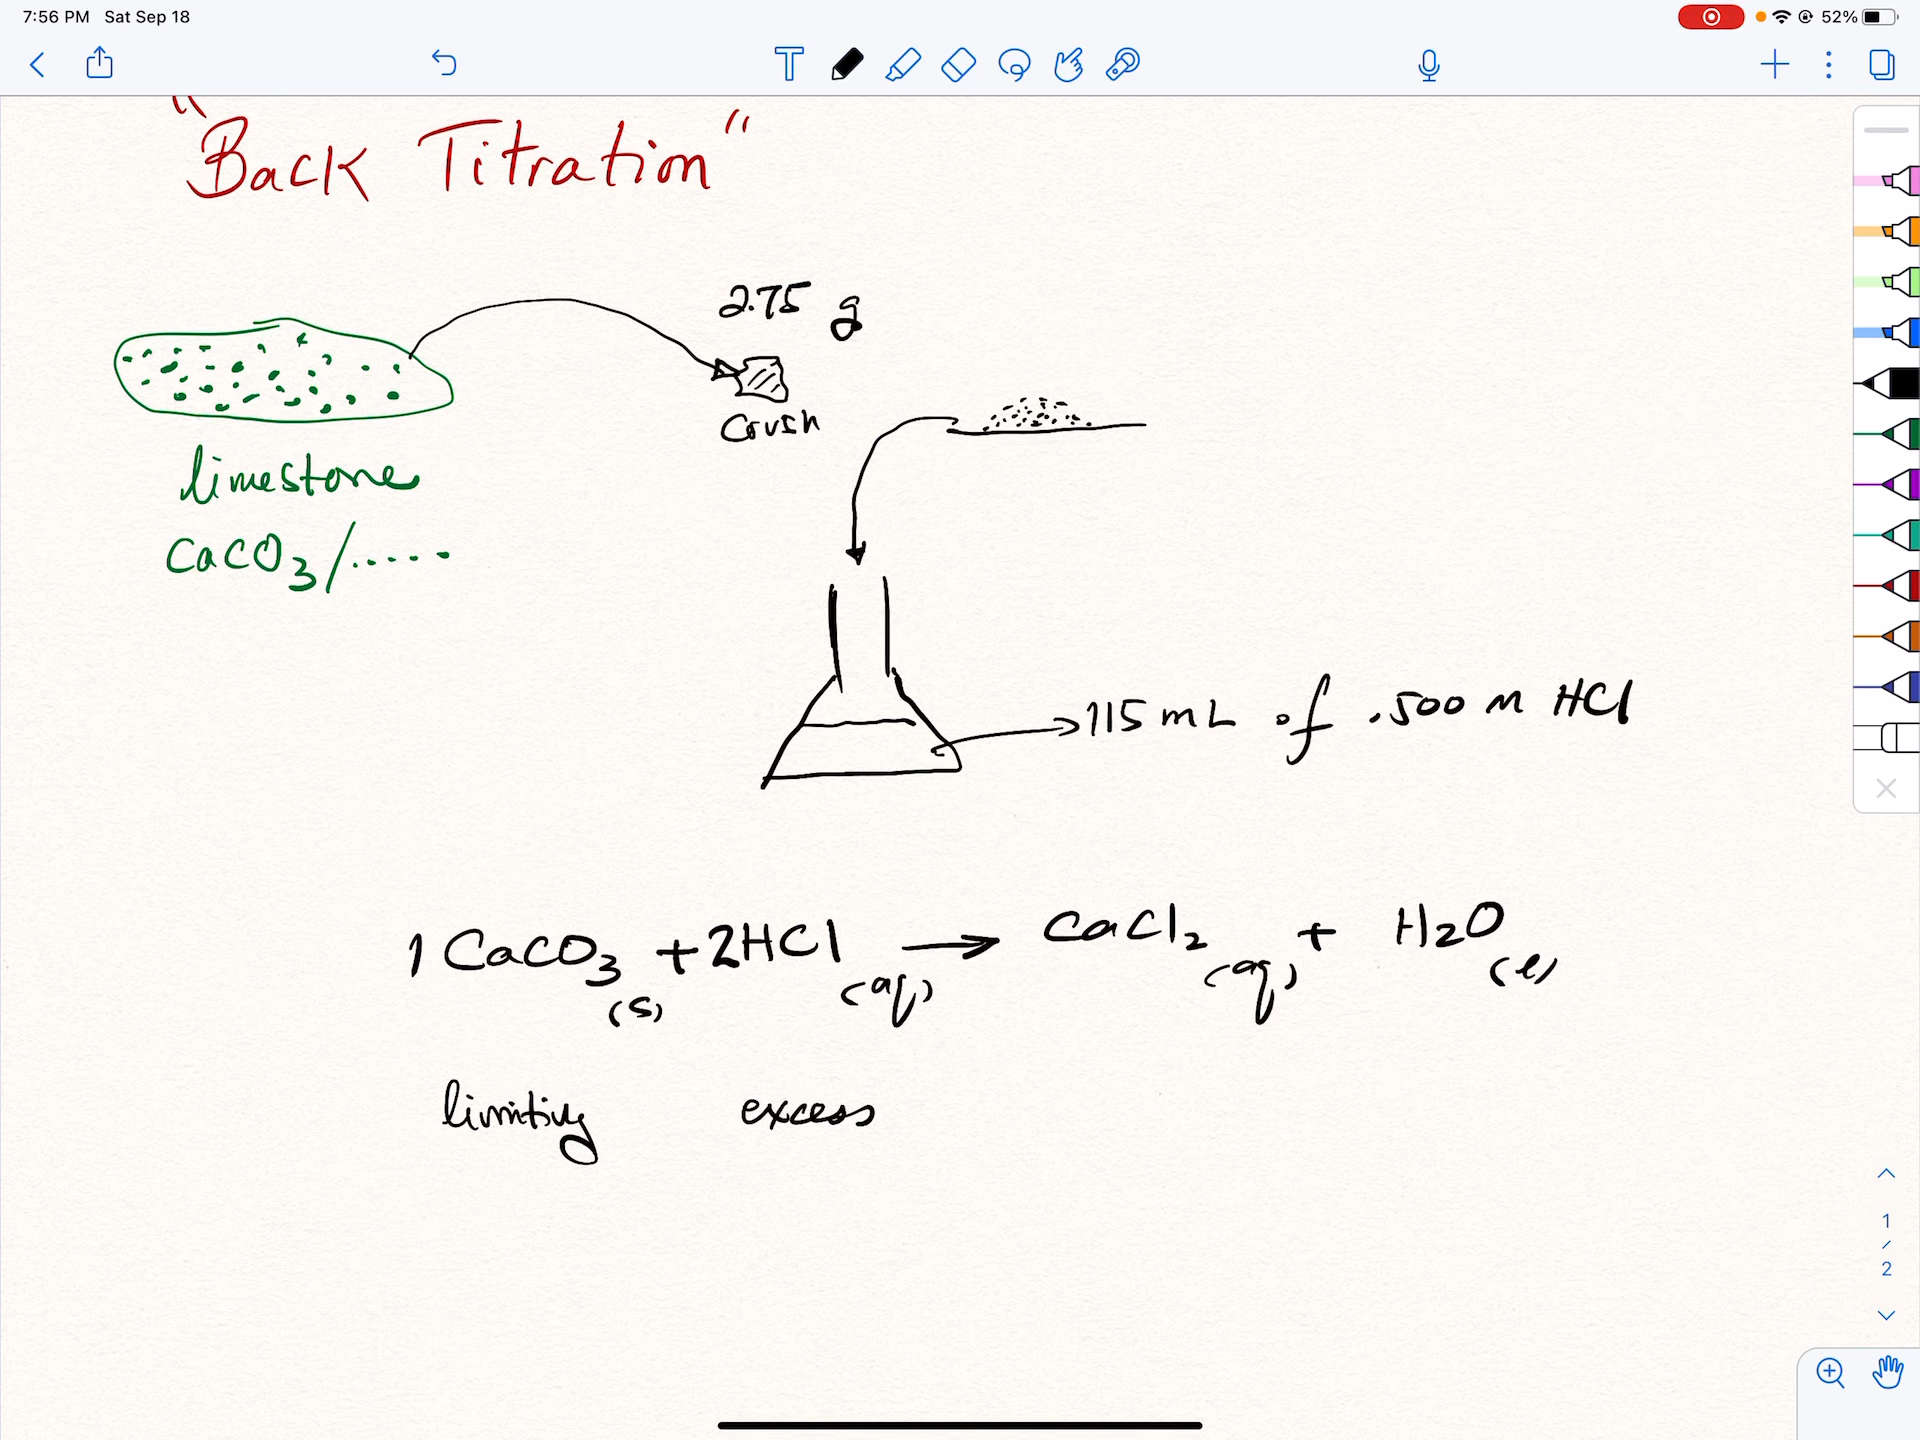 7:56 PM Sat Sep 18
52%
"Back Titration"
2.75 g
crush
limestone
CaCO3/.....
115 mL of .500 M HCl
1 CaCO3 (s) + 2HCl (aq) → CaCl2 (aq) + H2O (l)
limiting excess
1
/
2